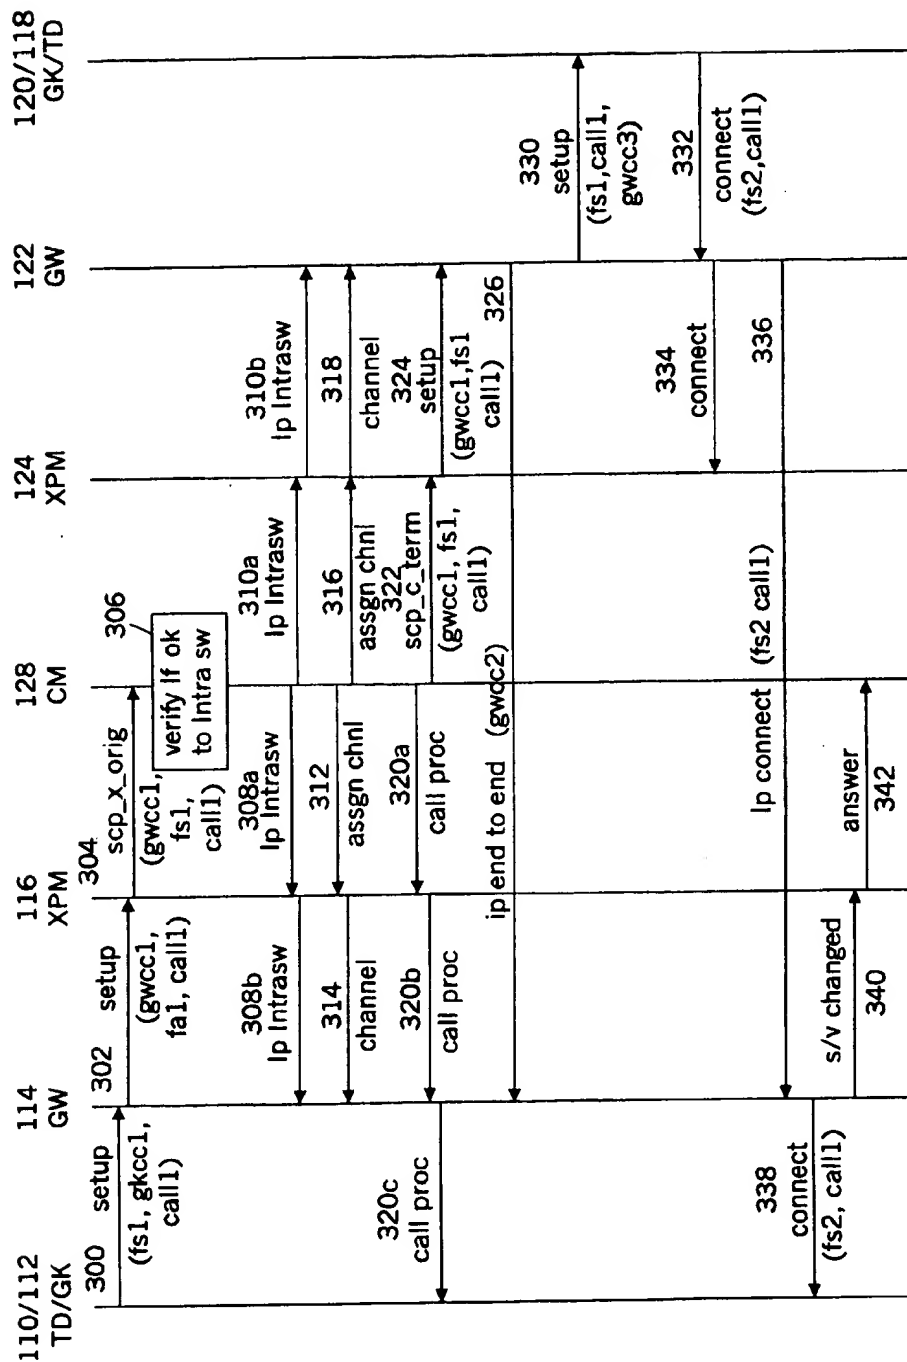 110/112
TD/GK
114
GW
116
XPM
128
CM
124
XPM
122
GW
120/118
GK/TD
300
setup
(fs1, gkcc1,
call1)
302
setup
(gwcc1,
fa1, call1)
304
scp_x_orig
(gwcc1,
fs1,
call1)
306
verify if ok
to Intra sw
308a
Ip Intrasw
308b
Ip Intrasw
310a
Ip Intrasw
310b
Ip Intrasw
312
assgn chnl
314
channel
316
assgn chnl
318
channel
320a
call proc
320b
call proc
320c
call proc
322
scp_c_term
(gwcc1, fs1,
call1)
324
setup
(gwcc1,fs1
call1)
326
ip end to end (gwcc2)
330
setup
(fs1,call1,
gwcc3)
332
connect
(fs2,call1)
334
connect
336
Ip connect (fs2 call1)
338
connect
(fs2, call1)
s/v changed
340
answer
342